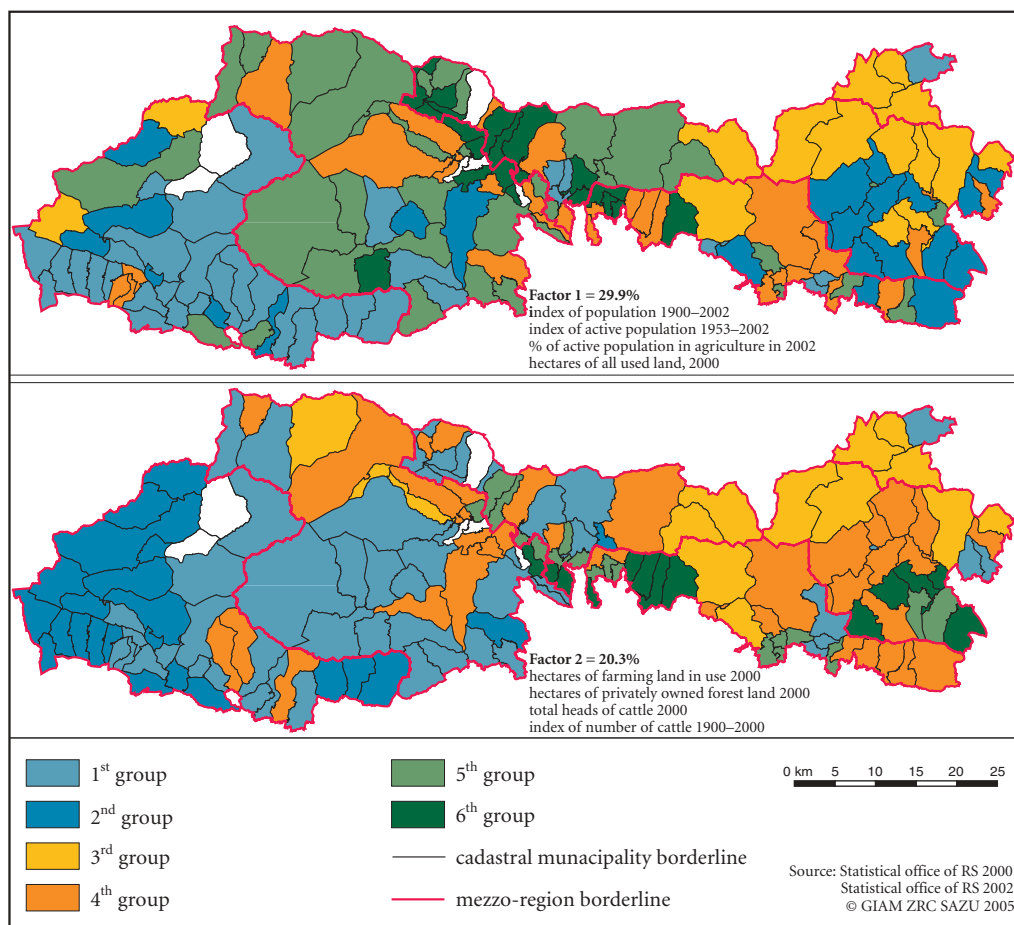 Factor 1 = 29.9%
index of population 1900–2002
index of active population 1953–2002
% of active population in agriculture in 2002
hectares of all used land, 2000
Factor 2 = 20.3%
hectares of farming land in use 2000
hectares of privately owned forest land 2000
total heads of cattle 2000
index of number of cattle 1900–2000
1st group
2nd group
3rd group
4th group
5th group
6th group
cadastral munacipality borderline
mezzo-region borderline
0 km 5 10 15 20 25
Source: Statistical office of RS 2000
Statistical office of RS 2002
© GIAM ZRC SAZU 2005